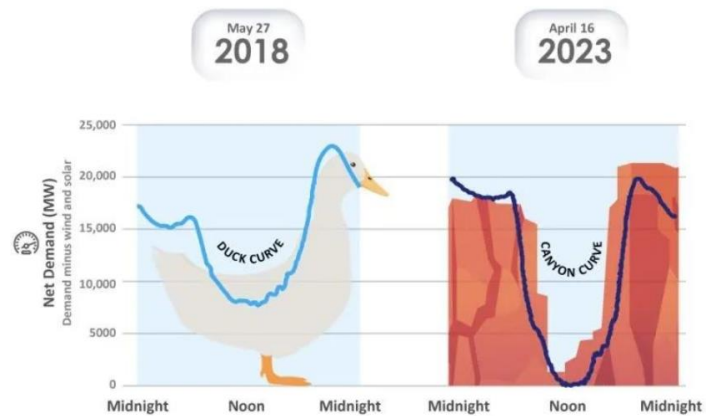 May 27
2018
April 16
2023
Net Demand (MW)
Demand minus wind and solar
25,000
20,000
15,000
10,000
5000
0
DUCK CURVE
CANYON CURVE
Midnight Noon Midnight
Midnight Noon Midnight